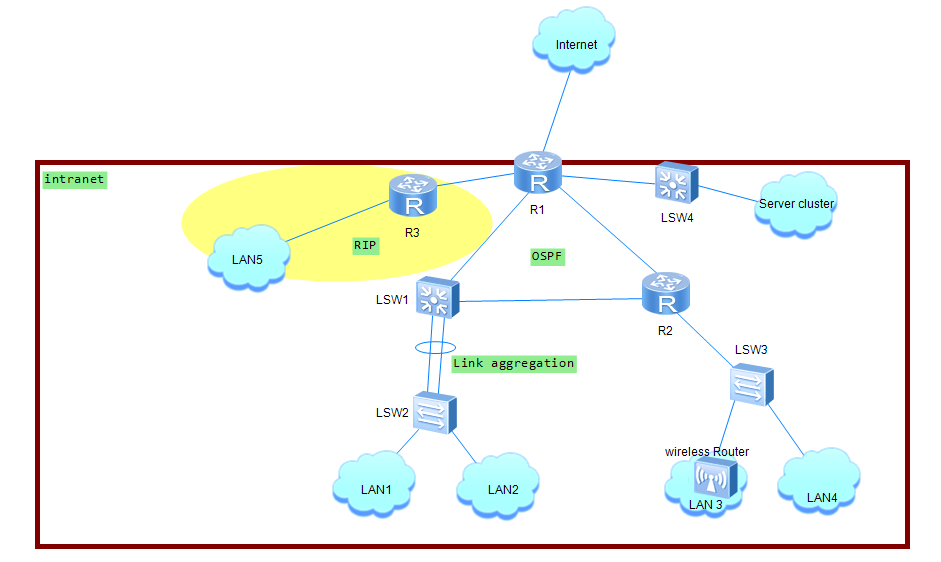 Internet
intranet
R
R1
R
R3
LSW4
Server cluster
RIP
OSPF
LAN5
LSW1
R
R2
Link aggregation
LSW3
LSW2
wireless Router
LAN1
LAN2
LAN 3
LAN4